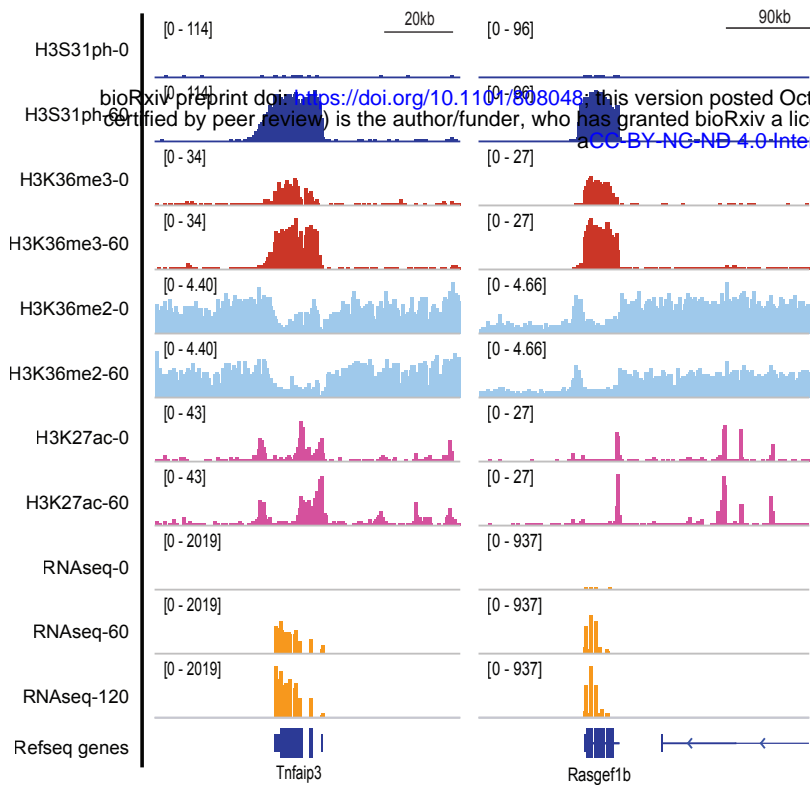 20kb 90kb
H3S31ph-0 [0 - 114] [0 - 96]
H3S31ph-60 [0 - 114] [0 - 96]
bioRxiv preprint doi: https://doi.org/10.1101/808048; this version posted Oct
certified by peer review) is the author/funder, who has granted bioRxiv a lic
aCC-BY-NC-ND 4.0 Inte
H3K36me3-0 [0 - 34] [0 - 27]
H3K36me3-60 [0 - 34] [0 - 27]
H3K36me2-0 [0 - 4.40] [0 - 4.66]
H3K36me2-60 [0 - 4.40] [0 - 4.66]
H3K27ac-0 [0 - 43] [0 - 27]
H3K27ac-60 [0 - 43] [0 - 27]
RNAseq-0 [0 - 2019] [0 - 937]
RNAseq-60 [0 - 2019] [0 - 937]
RNAseq-120 [0 - 2019] [0 - 937]
Refseq genes
Tnfaip3 Rasgef1b